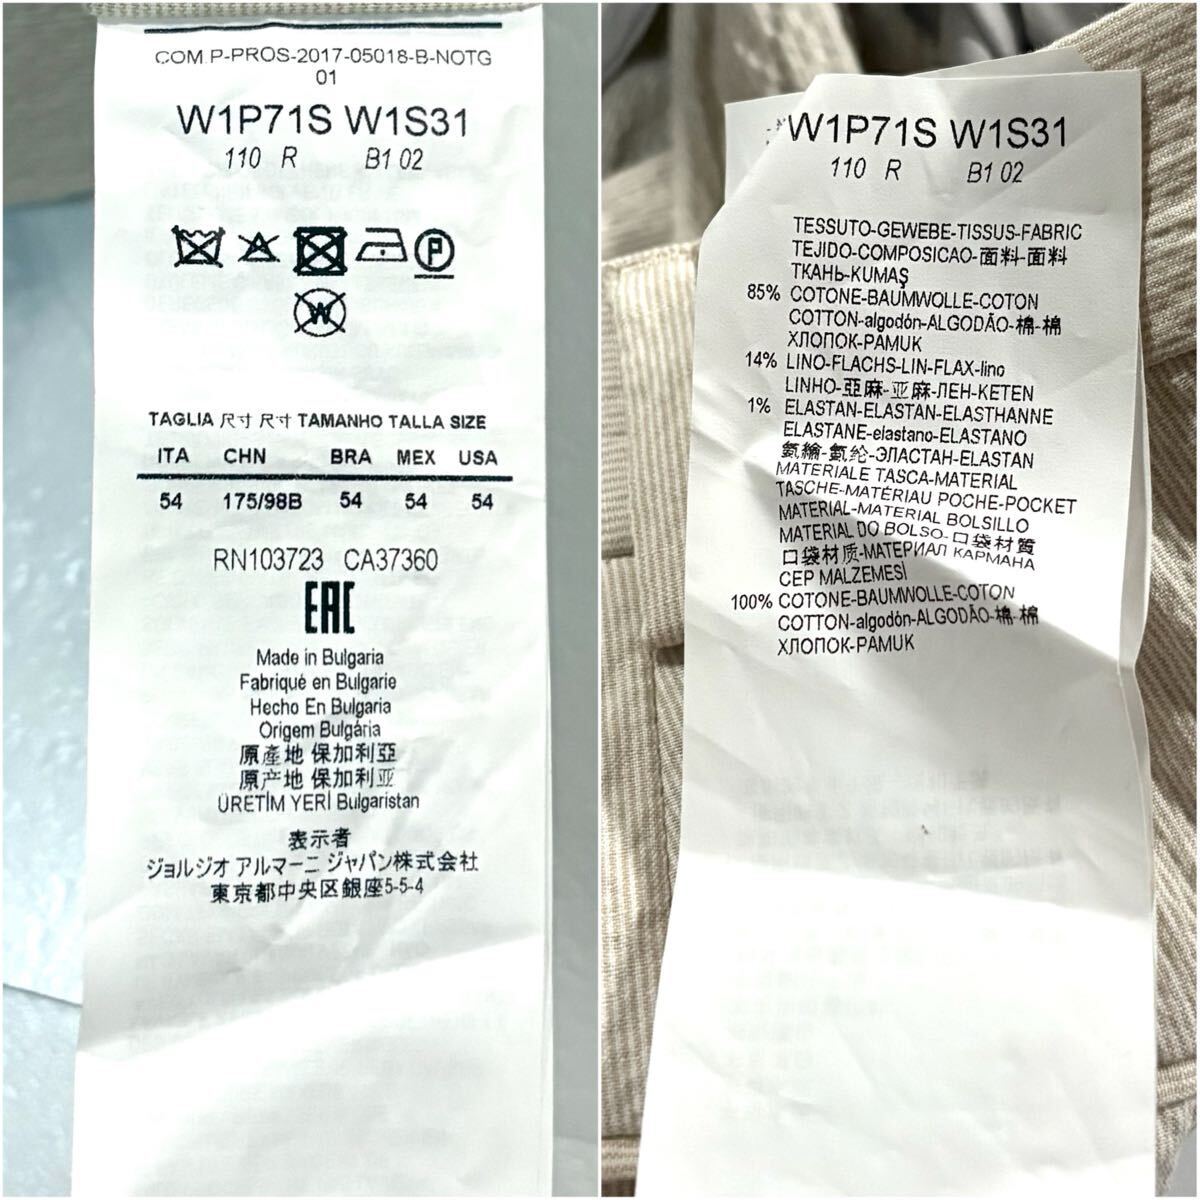 COM.P-PROS-2017-05018-B-NOTG
01
W1P71S W1S31
110 R B1 02
P
W
TAGLIA 尺寸 尺寸 TAMANHO TALLA SIZE
ITA CHN BRA MEX USA
54 175/98B 54 54 54
RN103723 CA37360
EAC
Made in Bulgaria
Fabriqué en Bulgarie
Hecho En Bulgaria
Origem Bulgária
原產地 保加利亞
原产地 保加利亚
ÜRETİM YERİ Bulgaristan
表示者
ジョルジオ アルマーニ ジャパン株式会社
東京都中央区銀座5-5-4
W1P71S W1S31
110 R B1 02
TESSUTO-GEWEBE-TISSUS-FABRIC
TEJIDO-COMPOSICAO-面料-面料
ТКАНЬ-KUMAŞ
85% COTONE-BAUMWOLLE-COTON
COTTON-algodón-ALGODÃO-棉-棉
ХЛОПОК-PAMUK
14% LINO-FLACHS-LIN-FLAX-lino
LINHO-亞麻-亚麻-ЛЕН-KETEN
1% ELASTAN-ELASTAN-ELASTHANNE
ELASTANE-elastano-ELASTANO
氨綸-氨纶-ЭЛАСТАН-ELASTAN
MATERIALE TASCA-MATERIAL
TASCHE-MATÉRIAU POCHE-POCKET
MATERIAL-MATERIAL BOLSILLO
MATERIAL DO BOLSO-口袋材質
口袋材质-МАТЕРИАЛ КАРМАНА
CEP MALZEMESİ
100% COTONE-BAUMWOLLE-COTON
COTTON-algodón-ALGODÃO-棉-棉
ХЛОПОК-PAMUK